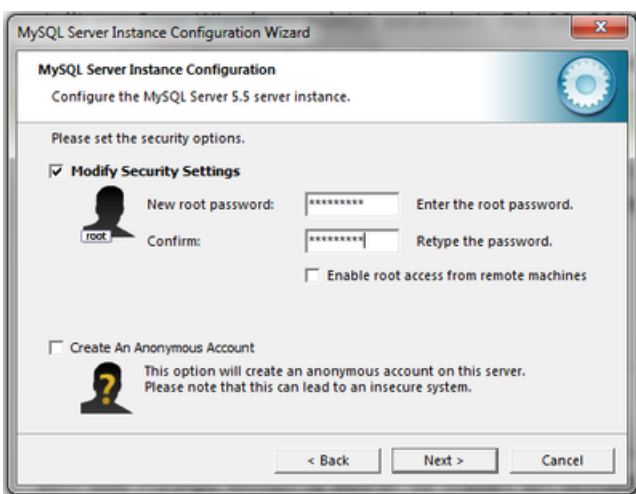 MySQL Server Instance Configuration Wizard
MySQL Server Instance Configuration
Configure the MySQL Server 5.5 server instance.
Please set the security options.
Modify Security Settings
New root password: ********* Enter the root password.
root
Confirm: ********* Retype the password.
Enable root access from remote machines
Create An Anonymous Account
This option will create an anonymous account on this server.
Please note that this can lead to an insecure system.
?
< Back Next > Cancel